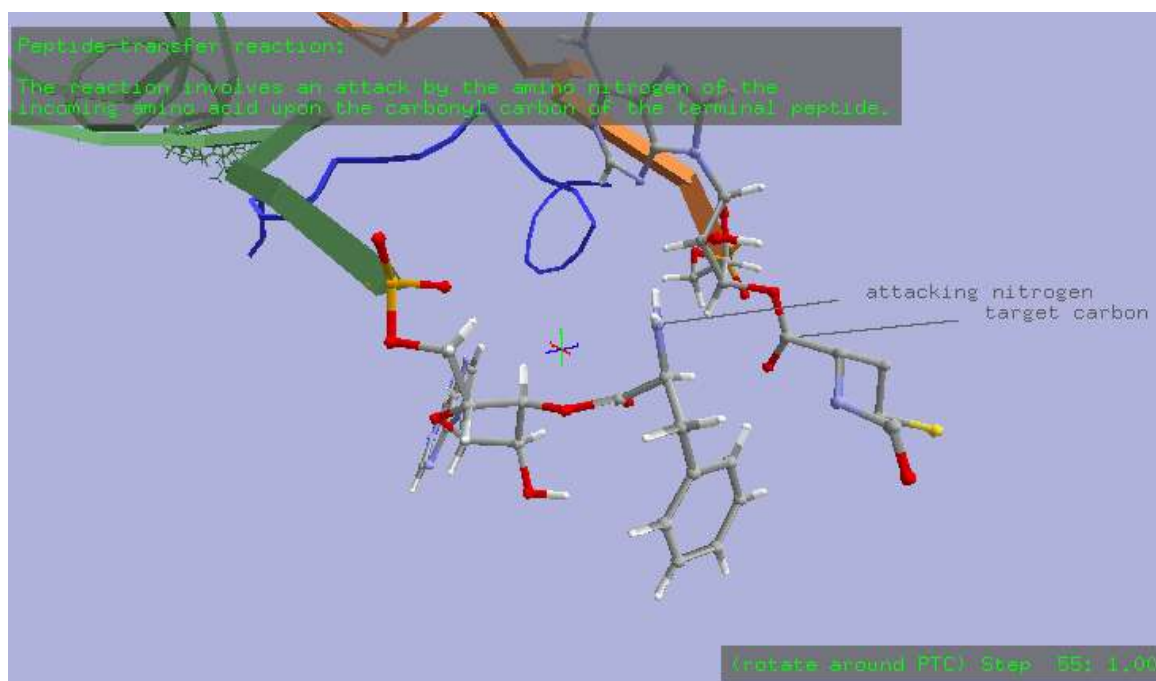 Peptide-transfer reaction:
The reaction involves an attack by the amino nitrogen of the
incoming amino acid upon the carbonyl carbon of the terminal peptide.
attacking nitrogen
target carbon
(rotate around PTC) Step 55: 1.00